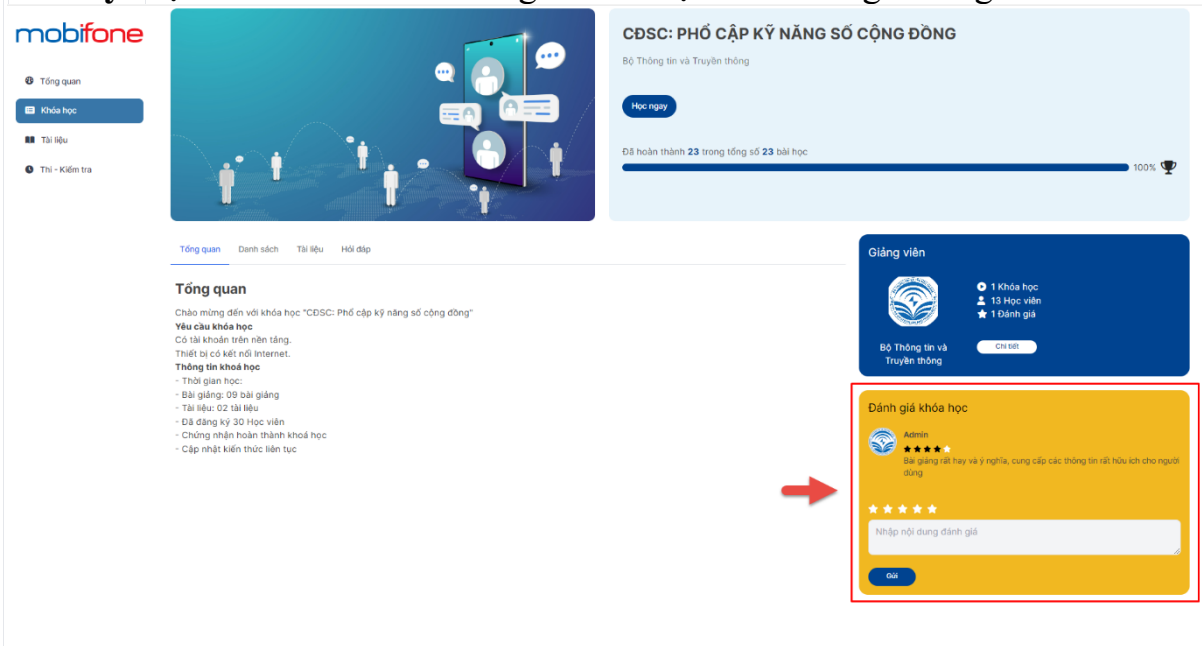 mobifone
Tổng quan
Khóa học
Tài liệu
Thi - Kiểm tra
CĐSC: PHỔ CẬP KỸ NĂNG SỐ CỘNG ĐỒNG
Bộ Thông tin và Truyền thông
Học ngay
Đã hoàn thành 23 trong tổng số 23 bài học
100%
Tổng quan Danh sách Tài liệu Hỏi đáp
Tổng quan
Chào mừng đến với khóa học "CĐSC: Phổ cập kỹ năng số cộng đồng"
Yêu cầu khóa học
Có tài khoản trên nền tảng.
Thiết bị có kết nối Internet.
Thông tin khoá học
- Thời gian học:
- Bài giảng: 09 bài giảng
- Tài liệu: 02 tài liệu
- Đã đăng ký 30 Học viên
- Chứng nhận hoàn thành khoá học
- Cập nhật kiến thức liên tục
Giảng viên
1 Khóa học
13 Học viên
1 Đánh giá
Bộ Thông tin và
Truyền thông
Chi tiết
Đánh giá khóa học
Admin
Bài giảng rất hay và ý nghĩa, cung cấp các thông tin rất hữu ích cho người
dùng
Nhập nội dung đánh giá
Gửi